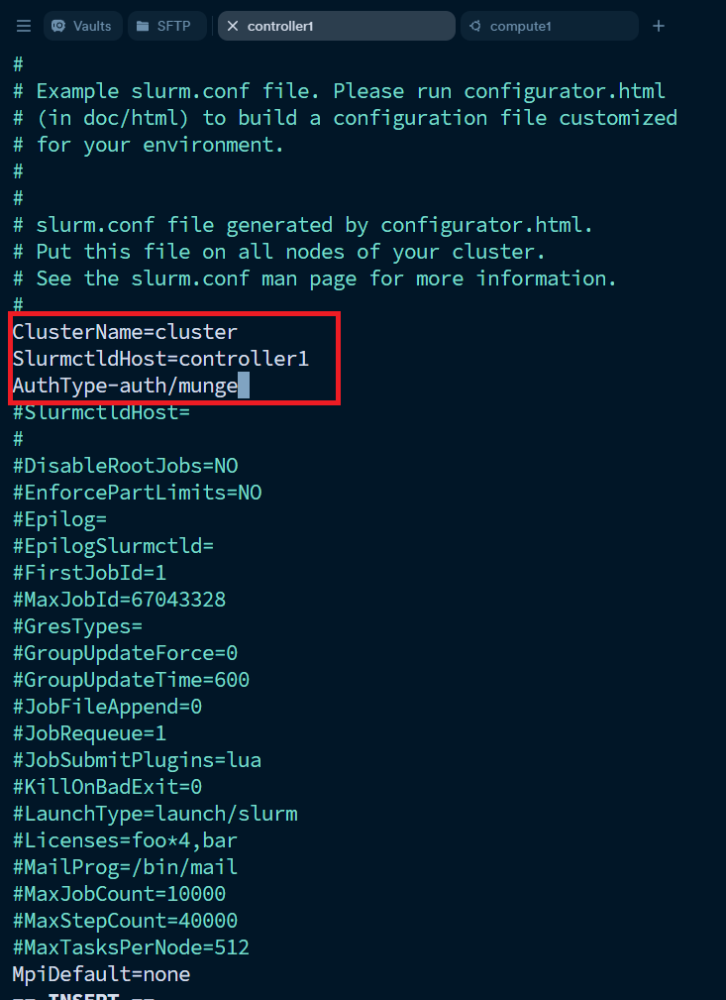 Vaults SFTP controller1 compute1 +
#
# Example slurm.conf file. Please run configurator.html
# (in doc/html) to build a configuration file customized
# for your environment.
#
#
# slurm.conf file generated by configurator.html.
# Put this file on all nodes of your cluster.
# See the slurm.conf man page for more information.
#
ClusterName=cluster
SlurmctldHost=controller1
AuthType-auth/munge
#SlurmctldHost=
#
#DisableRootJobs=NO
#EnforcePartLimits=NO
#Epilog=
#EpilogSlurmctld=
#FirstJobId=1
#MaxJobId=67043328
#GresTypes=
#GroupUpdateForce=0
#GroupUpdateTime=600
#JobFileAppend=0
#JobRequeue=1
#JobSubmitPlugins=lua
#KillOnBadExit=0
#LaunchType=launch/slurm
#Licenses=foo*4,bar
#MailProg=/bin/mail
#MaxJobCount=10000
#MaxStepCount=40000
#MaxTasksPerNode=512
MpiDefault=none
-- INSERT --